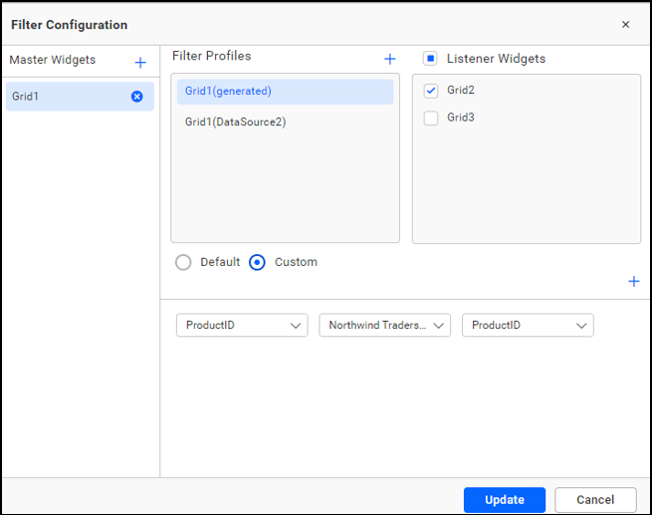 Filter Configuration
Master Widgets
Filter Profiles
Listener Widgets
Grid1
Grid1(generated)
Grid1(DataSource2)
Grid2
Grid3
Default
Custom
ProductID
Northwind Traders...
ProductID
Update
Cancel